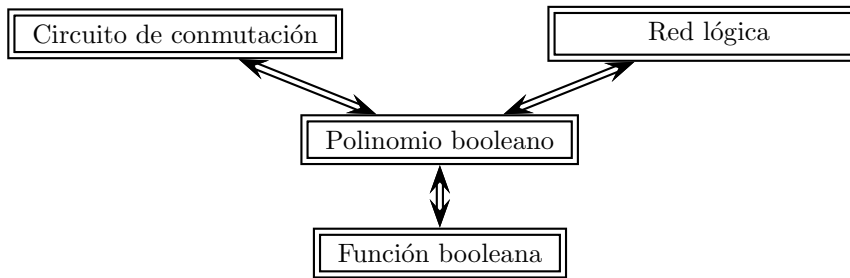 Circuito de conmutación
Red lógica
Polinomio booleano
Función booleana